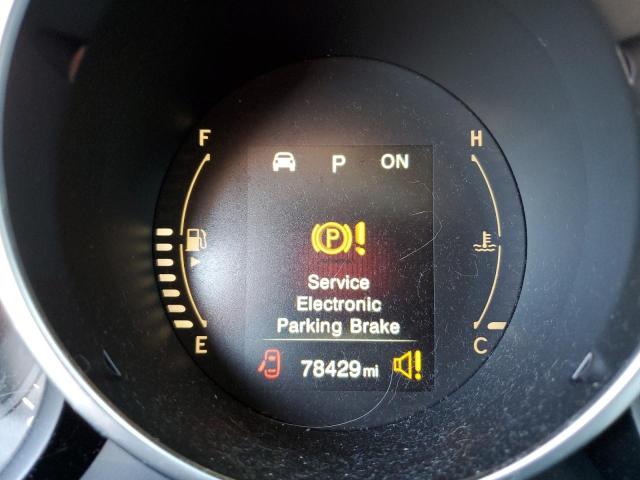 F H
P ON
P !
Service
Electronic
Parking Brake
E C
78429 mi !